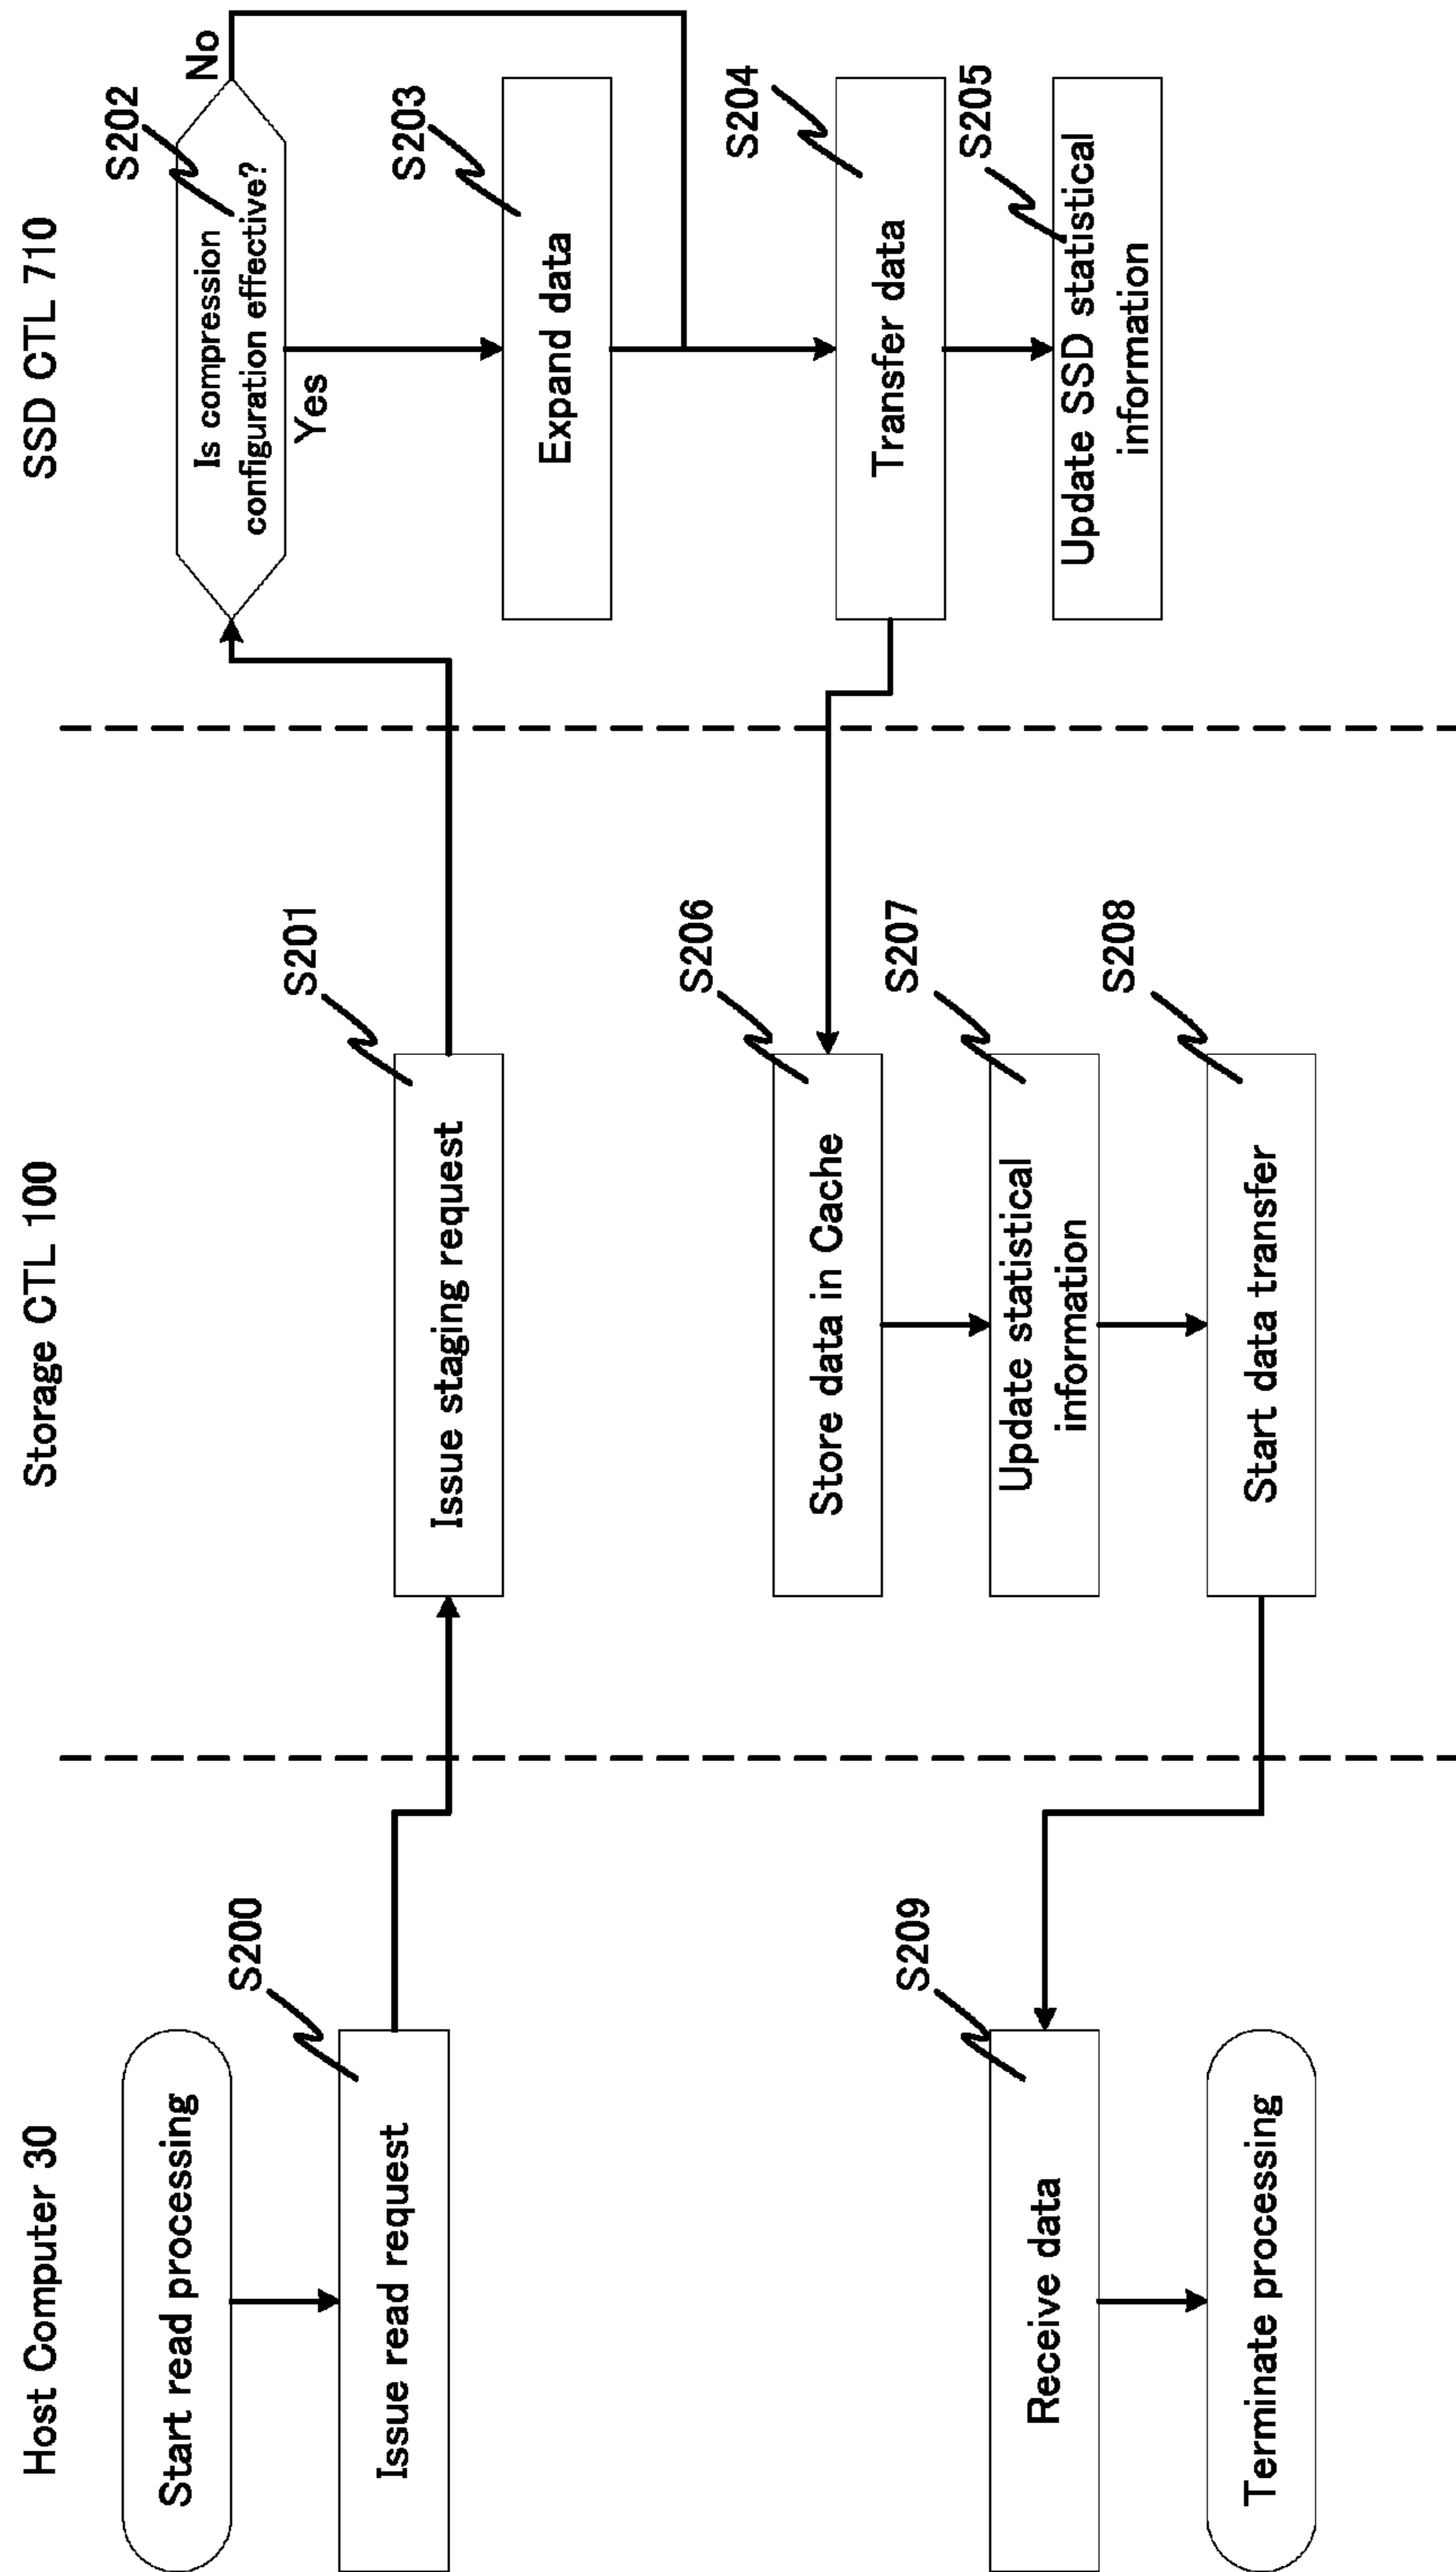 Host Computer 30
Storage CTL 100
SSD CTL 710
Start read processing
S200
Issue read request
S201
Issue staging request
S202
Is compression
configuration effective?
No
Yes
S203
Expand data
S204
Transfer data
S205
Update SSD statistical
information
S206
Store data in Cache
S207
Update statistical
information
S208
Start data transfer
S209
Receive data
Terminate processing